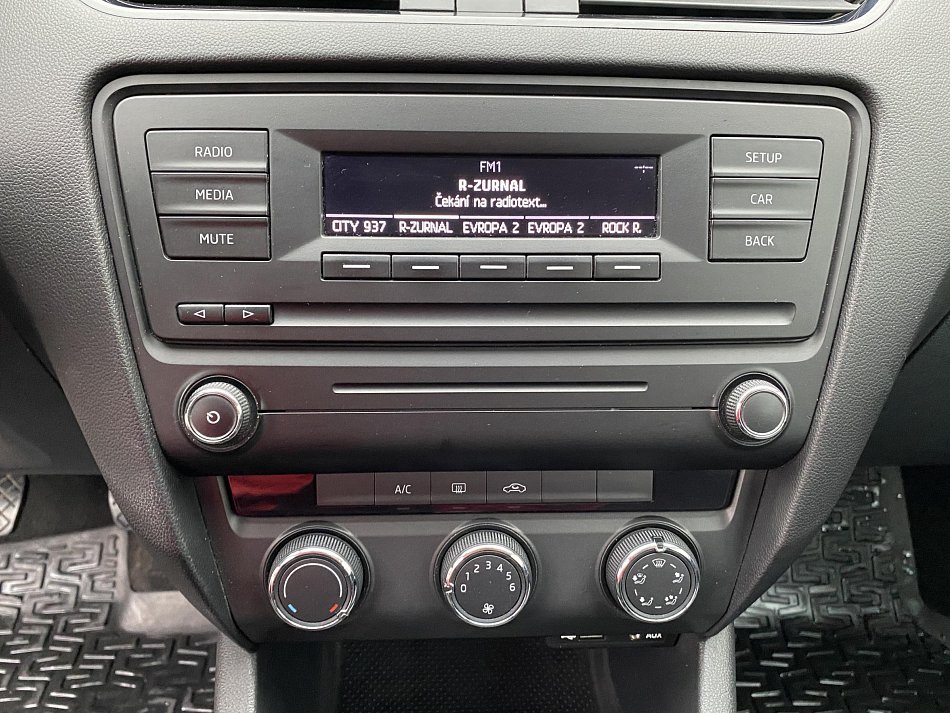 RADIO
MEDIA
MUTE
FM1
R-ZURNAL
Čekání na radiotext...
CITY 937 R-ZURNAL EVROPA 2 EVROPA 2 ROCK R.
SETUP
CAR
BACK
A/C
0 1 2 3 4 5 6
AUX